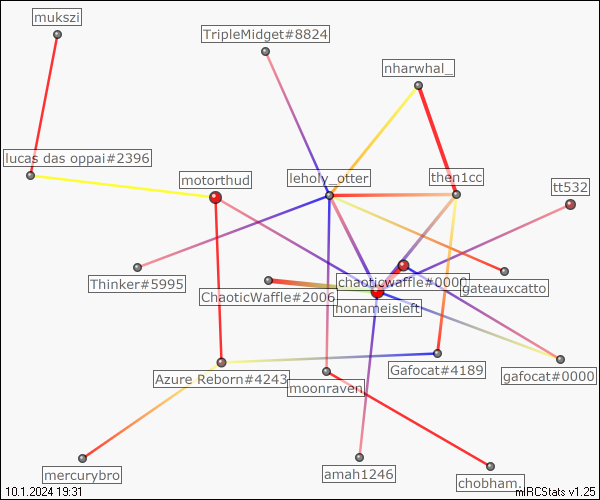 mukszi
TripleMidget#8824
nharwhal_
lucas das oppai#2396
motorthud
leholy_otter
then1cc
tt532
Thinker#5995
ChaoticWaffle#2006
chaoticwaffle#0000
gateauxcatto
honameisleft
Azure Reborn#4243
moonraven
Gafocat#4189
gafocat#0000
mercurybro
amah1246
chobham.
10.1.2024 19:31
mIRCStats v1.25